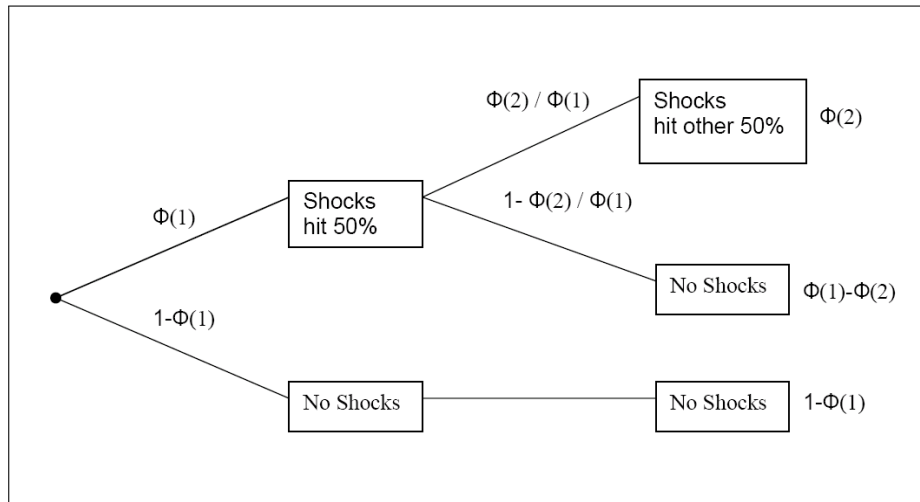 Φ(2) / Φ(1)
Shocks
hit other 50%
Φ(2)
Φ(1)
Shocks
hit 50%
1- Φ(2) / Φ(1)
No Shocks
Φ(1)-Φ(2)
1-Φ(1)
No Shocks
No Shocks
1-Φ(1)